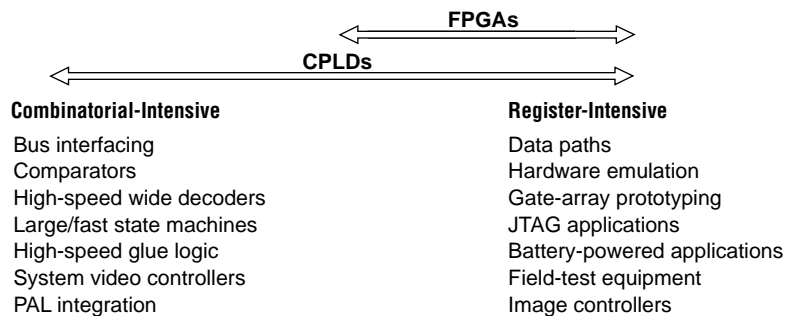 FPGAs
CPLDs
Combinatorial-Intensive
Bus interfacing
Comparators
High-speed wide decoders
Large/fast state machines
High-speed glue logic
System video controllers
PAL integration
Register-Intensive
Data paths
Hardware emulation
Gate-array prototyping
JTAG applications
Battery-powered applications
Field-test equipment
Image controllers